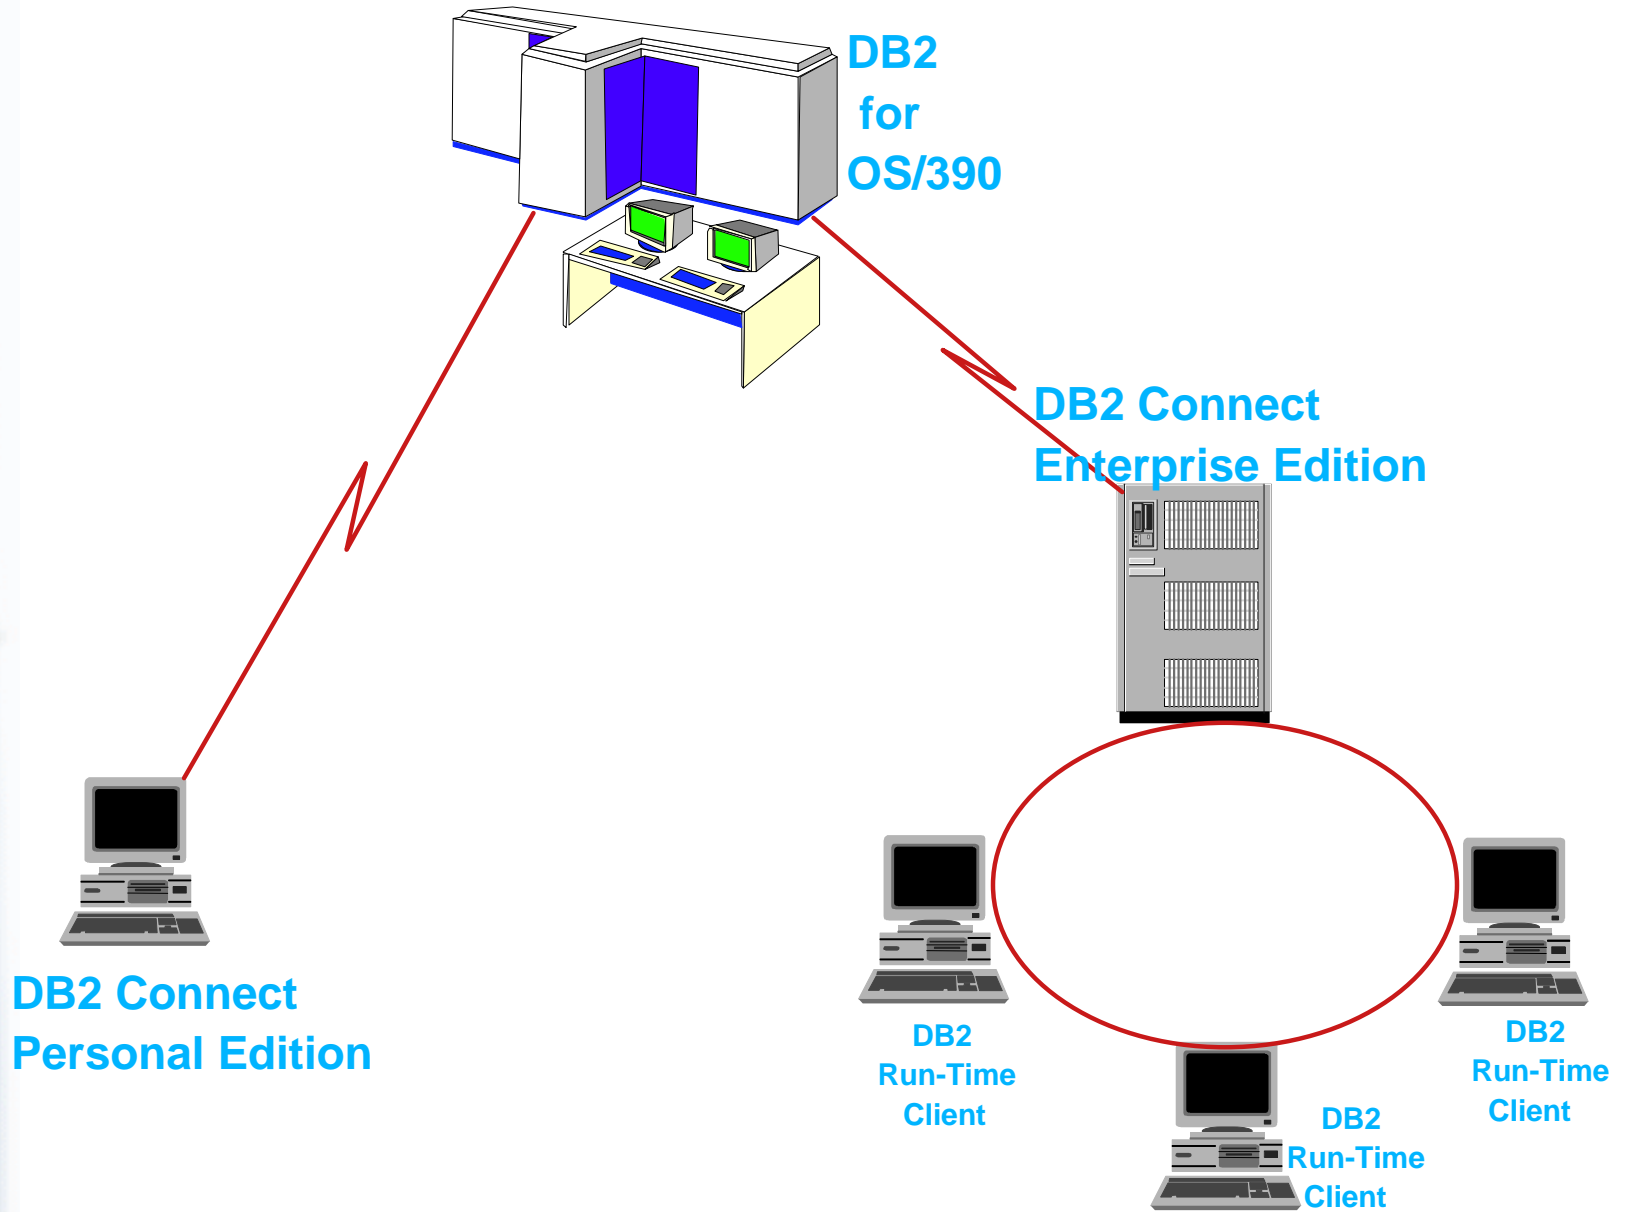 DB2
for
OS/390
DB2 Connect
Enterprise Edition
DB2 Connect
Personal Edition
DB2
Run-Time
Client
DB2
Run-Time
Client
DB2
Run-Time
Client